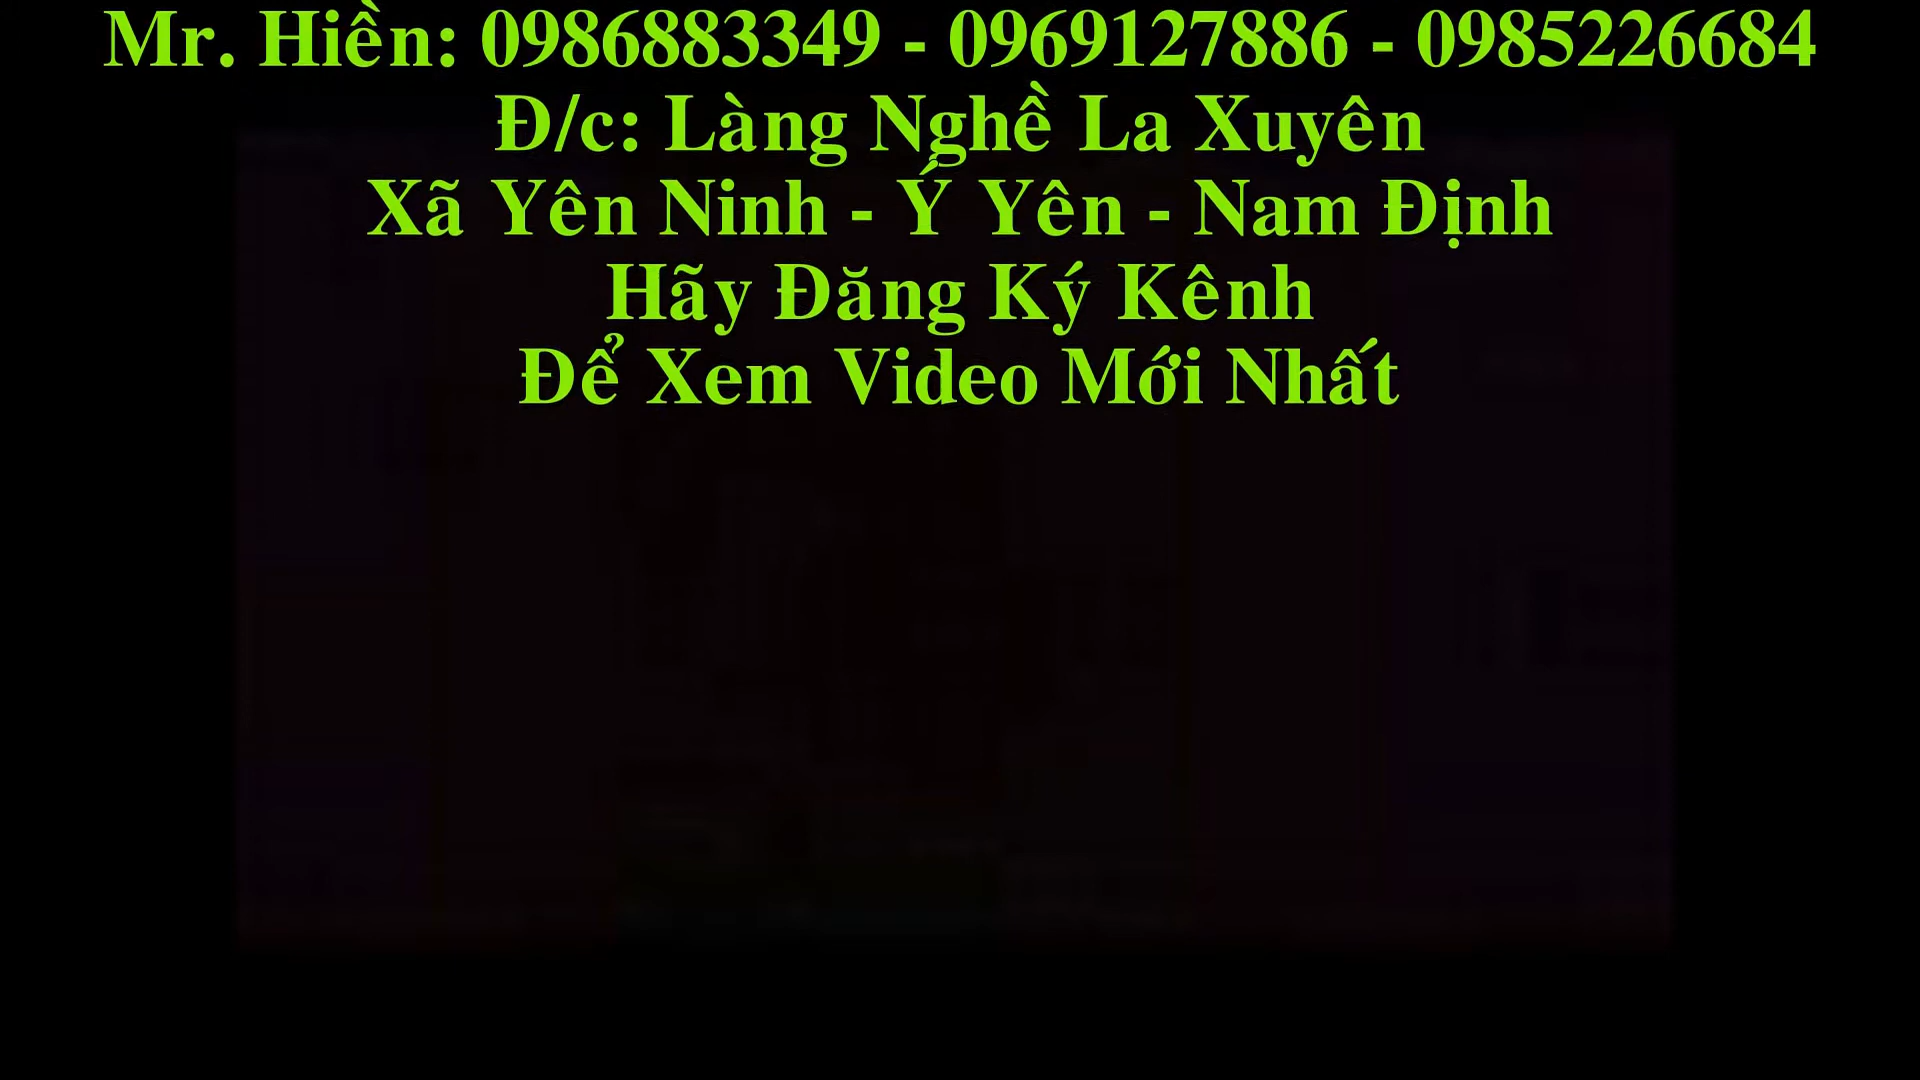 Mr. Hiền: 0986883349 - 0969127886 - 0985226684
Đ/c: Làng Nghề La Xuyên
Xã Yên Ninh - Ý Yên - Nam Định
Hãy Đăng Ký Kênh
Để Xem Video Mới Nhất